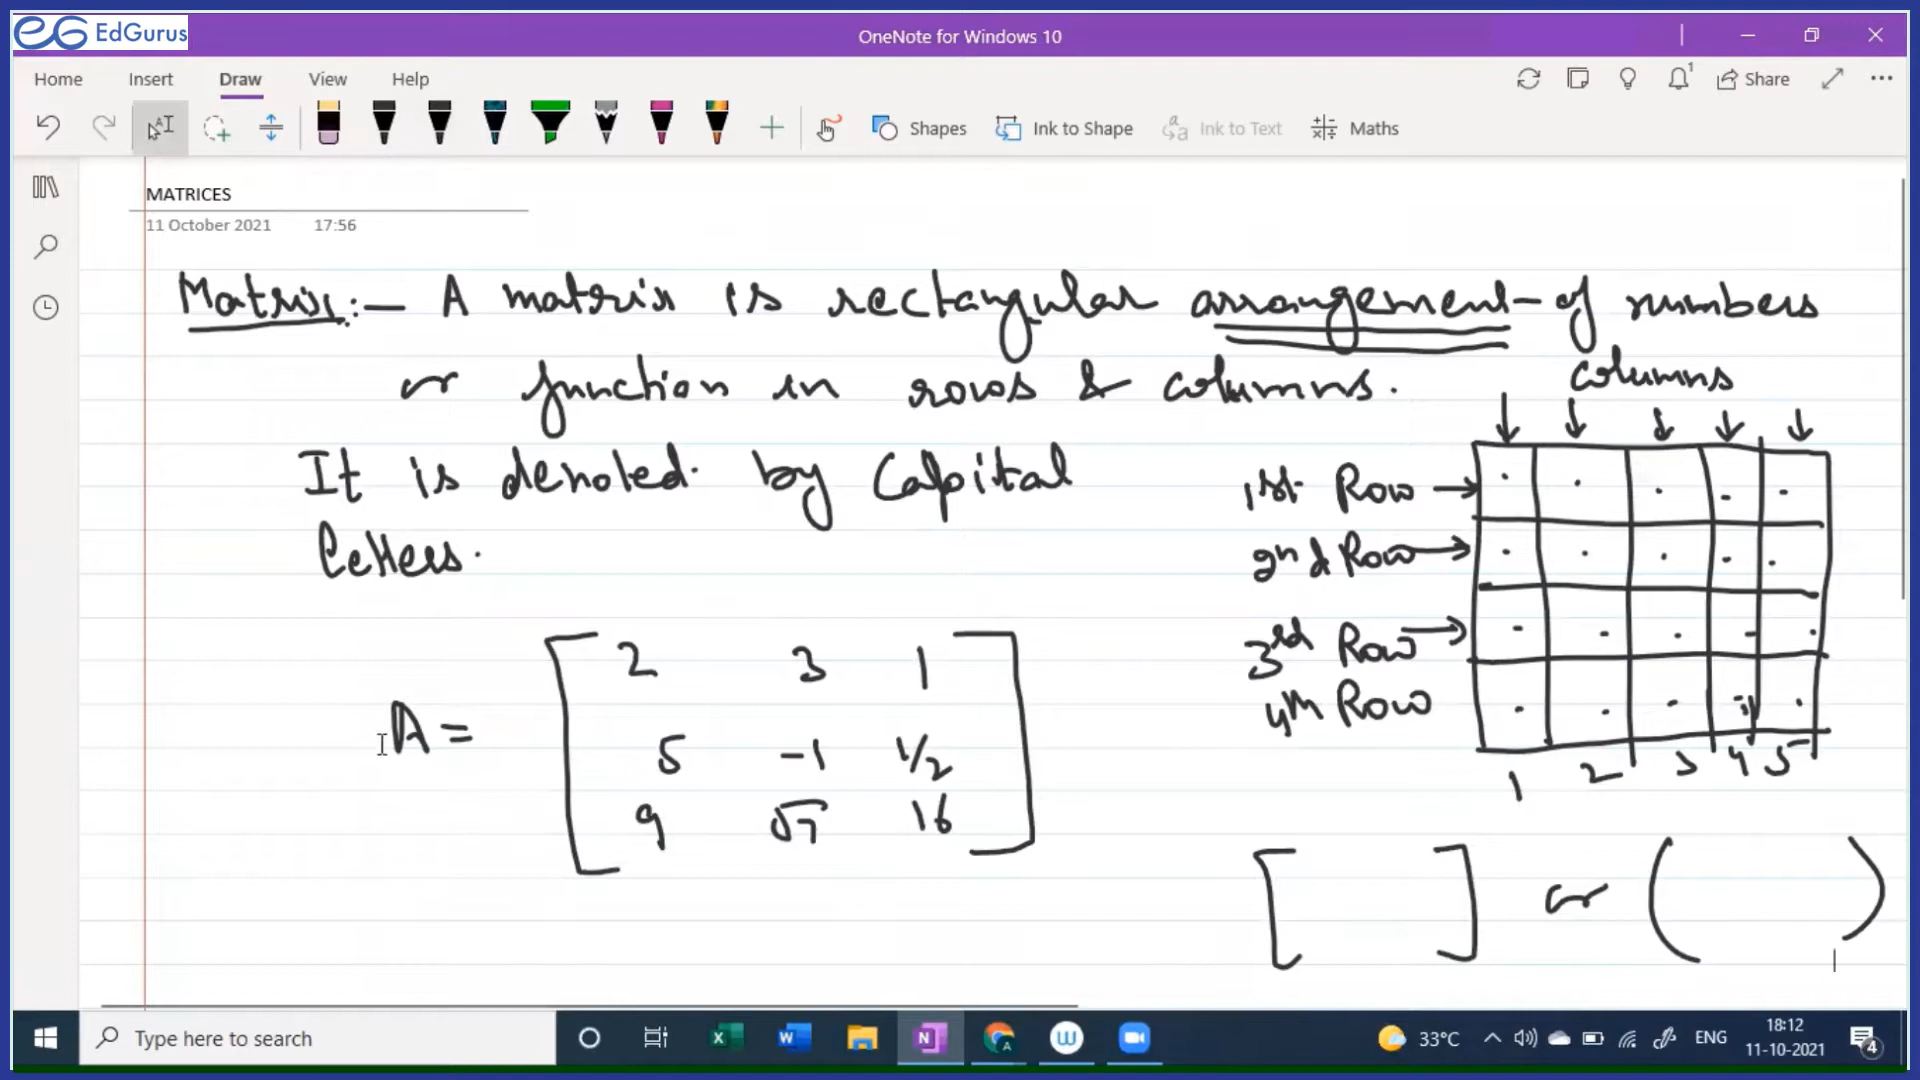 EdGurus
OneNote for Windows 10
Home Insert Draw View Help
Share
Shapes Ink to Shape Ink to Text Maths
MATRICES
11 October 2021 17:56
Matrix:— A matrix is rectangular arrangement of numbers
or function in rows & columns.
columns
It is denoted by Capital
Letters.
1st Row →
2nd Row →
3rd Row →
4th Row
1 2 3 4 5
A = [ 2 3 1
5 -1 1/2
9 √7 16 ]
[ ] or ( )
Type here to search
33°C ENG
18:12
11-10-2021
4